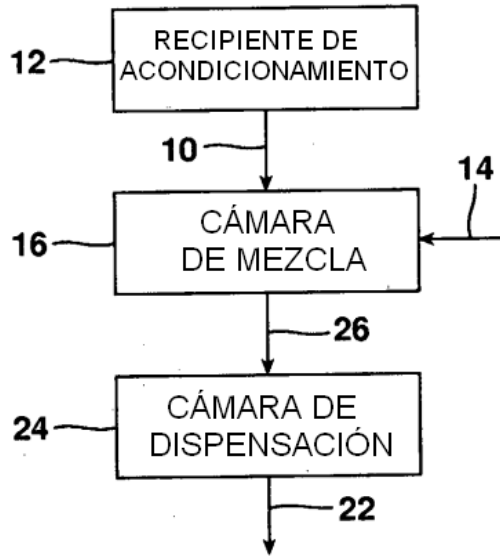 12
RECIPIENTE DE
ACONDICIONAMIENTO
10
14
16
CÁMARA
DE MEZCLA
26
24
CÁMARA DE
DISPENSACIÓN
22